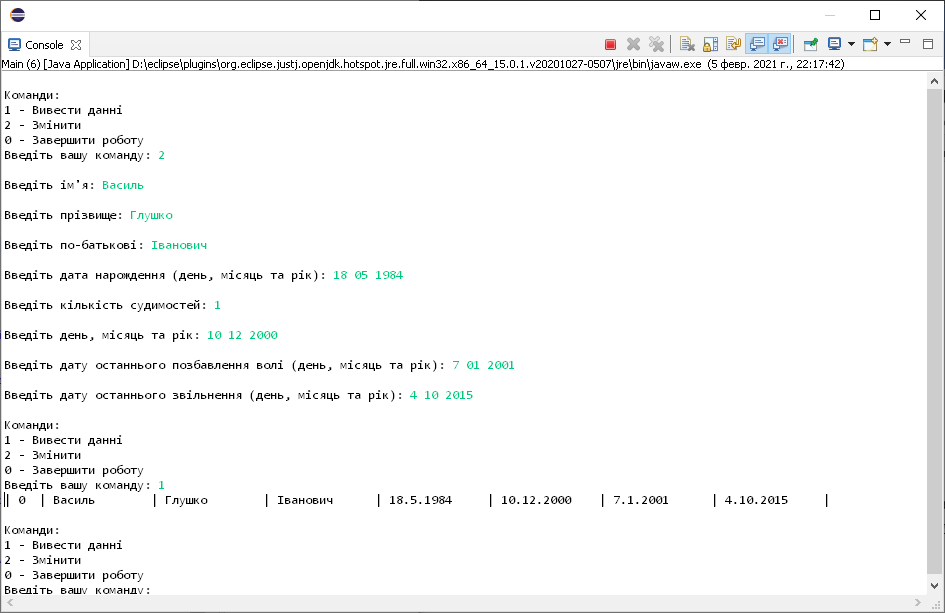 Console
Main (6) [Java Application] D:\eclipse\plugins\org.eclipse.justj.openjdk.hotspot.jre.full.win32.x86_64_15.0.1.v20201027-0507\jre\bin\javaw.exe (5 февр. 2021 г., 22:17:42)
Команди:
1 - Вивести данні
2 - Змінити
0 - Завершити роботу
Введіть вашу команду: 2
Введіть ім'я: Василь
Введіть прізвище: Глушко
Введіть по-батькові: Іванович
Введіть дата народження (день, місяць та рік): 18 05 1984
Введіть кількість судимостей: 1
Введіть день, місяць та рік: 10 12 2000
Введіть дату останнього позбавлення волі (день, місяць та рік): 7 01 2001
Введіть дату останнього звільнення (день, місяць та рік): 4 10 2015
Команди:
1 - Вивести данні
2 - Змінити
0 - Завершити роботу
Введіть вашу команду: 1
| 0 | Василь | Глушко | Іванович | 18.5.1984 | 10.12.2000 | 7.1.2001 | 4.10.2015 |
Команди:
1 - Вивести данні
2 - Змінити
0 - Завершити роботу
Введіть вашу команду: